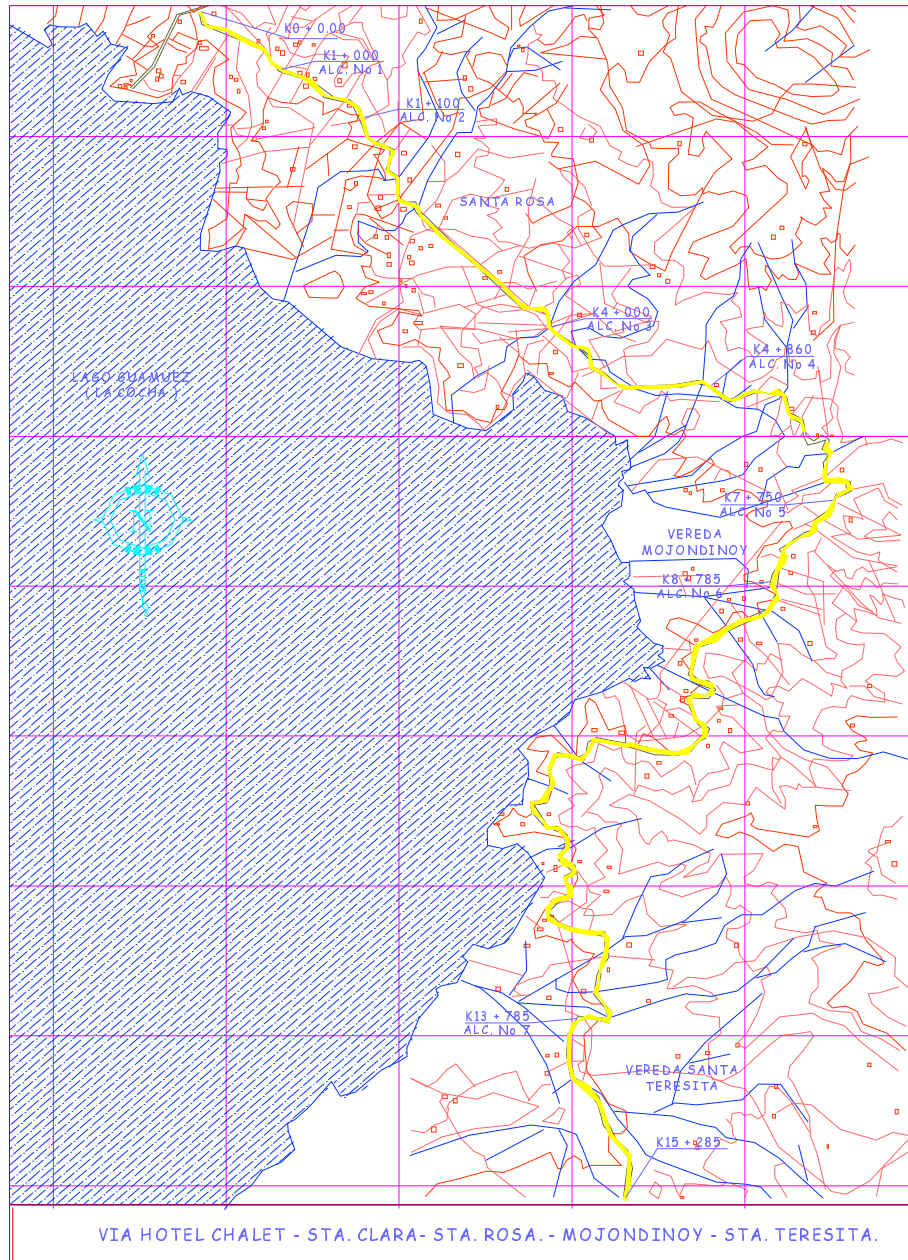 K0 + 0.00
K1 + 000
ALC. No 1
K1 + 100
ALC. No 2
SANTA ROSA
K4 + 000
ALC. No 3
K4 + 860
ALC. No 4
LAGO GUAMUEZ
( LA COCHA )
N
K7 + 750
ALC. No 5
VEREDA
MOJONDINOY
K8 + 785
ALC. No 6
K13 + 785
ALC. No 7
VEREDA SANTA
TERESITA
K15 + 285
VIA HOTEL CHALET - STA. CLARA- STA. ROSA. - MOJONDINOY - STA. TERESITA.